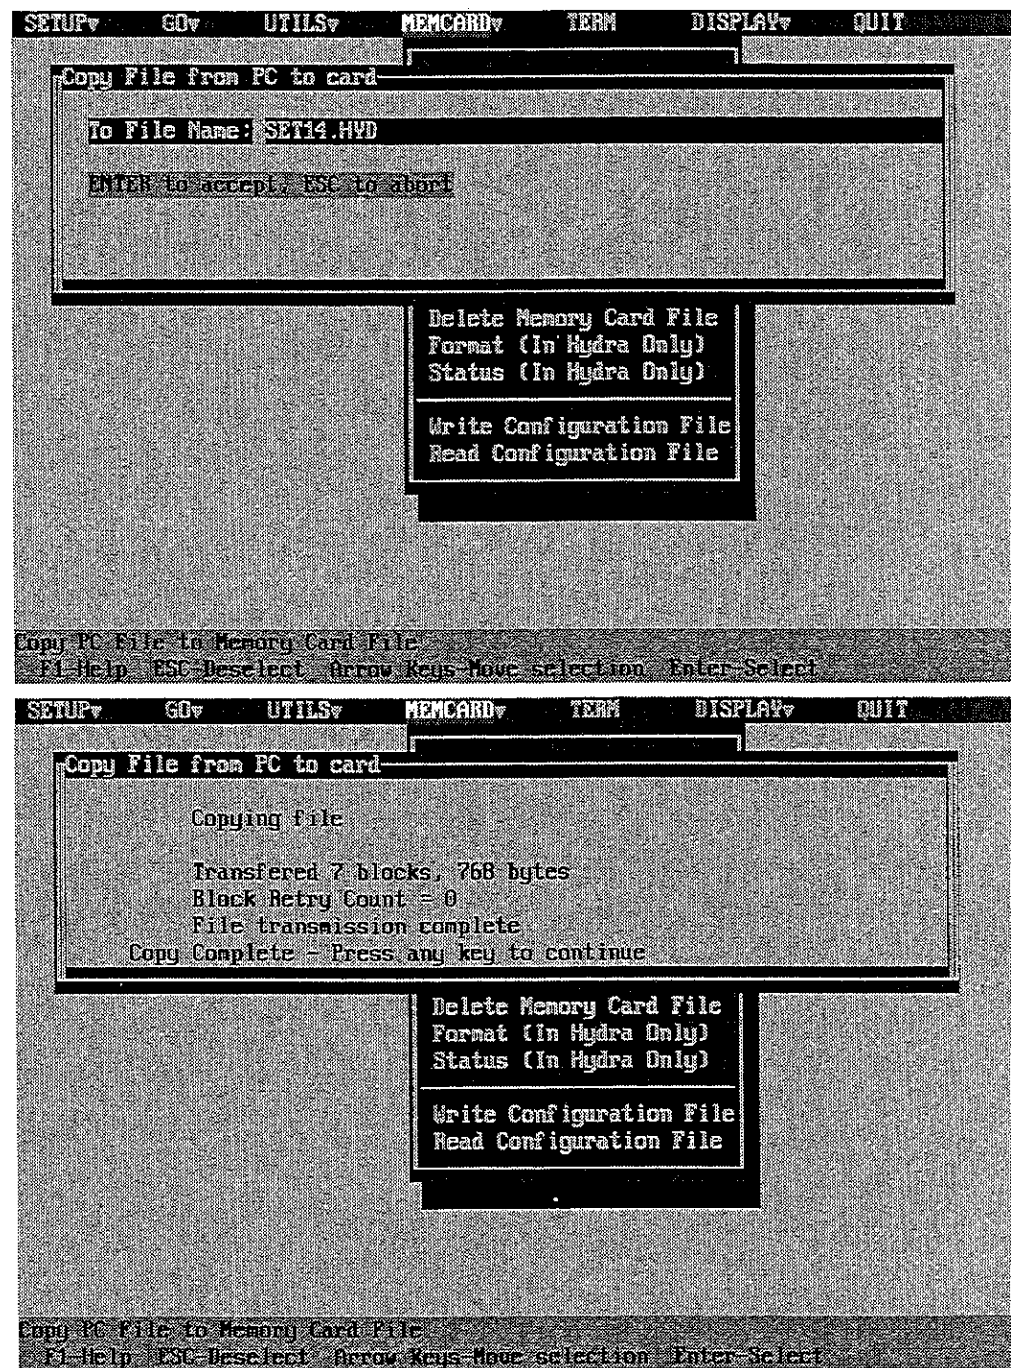 SETUP▼ GO▼ UTILS▼ MEMCARD▼ TERM DISPLAY▼ QUIT
Copy File from PC to card
To File Name: SET14.HYD
ENTER to accept, ESC to abort
Delete Memory Card File
Format (In Hydra Only)
Status (In Hydra Only)
Write Configuration File
Read Configuration File
Copy PC File to Memory Card File
F1-Help ESC-Deselect Arrow Keys-Move selection Enter-Select
SETUP▼ GO▼ UTILS▼ MEMCARD▼ TERM DISPLAY▼ QUIT
Copy File from PC to card
Copying file
Transfered 7 blocks, 768 bytes
Block Retry Count = 0
File transmission complete
Copy Complete - Press any key to continue
Delete Memory Card File
Format (In Hydra Only)
Status (In Hydra Only)
Write Configuration File
Read Configuration File
Copy PC File to Memory Card File
F1-Help ESC-Deselect Arrow Keys-Move selection Enter-Select